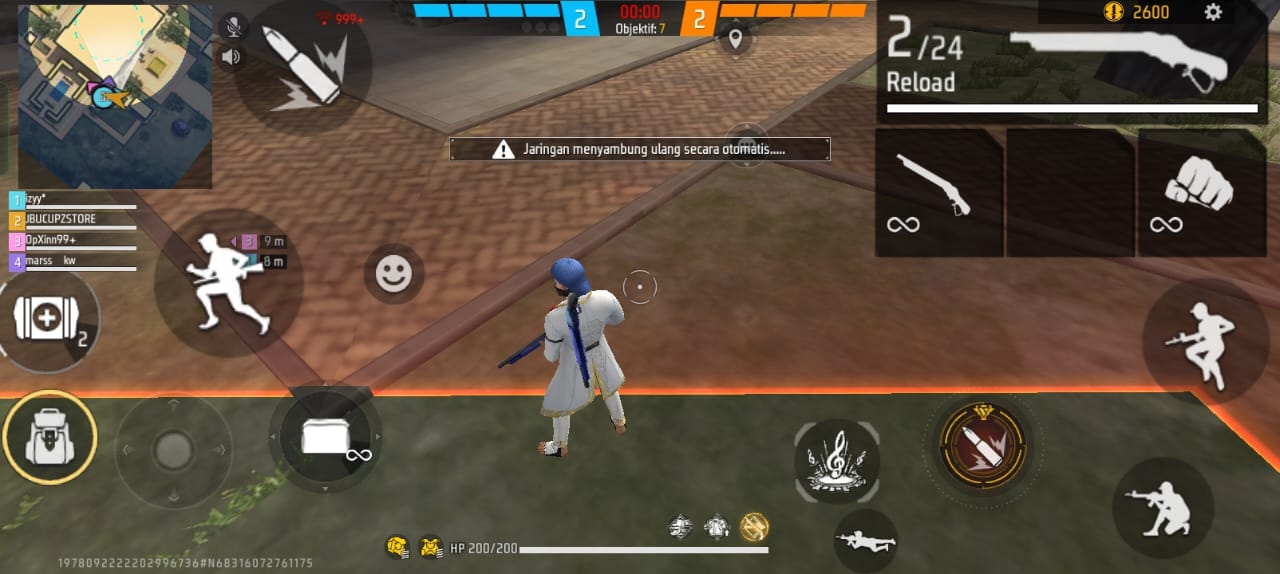 999+
2
00:00
Objektif: 7
2
2600
2/24
Reload
Jaringan menyambung ulang secara otomatis.....
1 izyy*
2 JBUCUPZSTORE
3 OpXinn99+
4 marss kw
3 9 m
8 m
2
∞
∞
∞
HP 200/200
1978092222202996736#N68316072761175